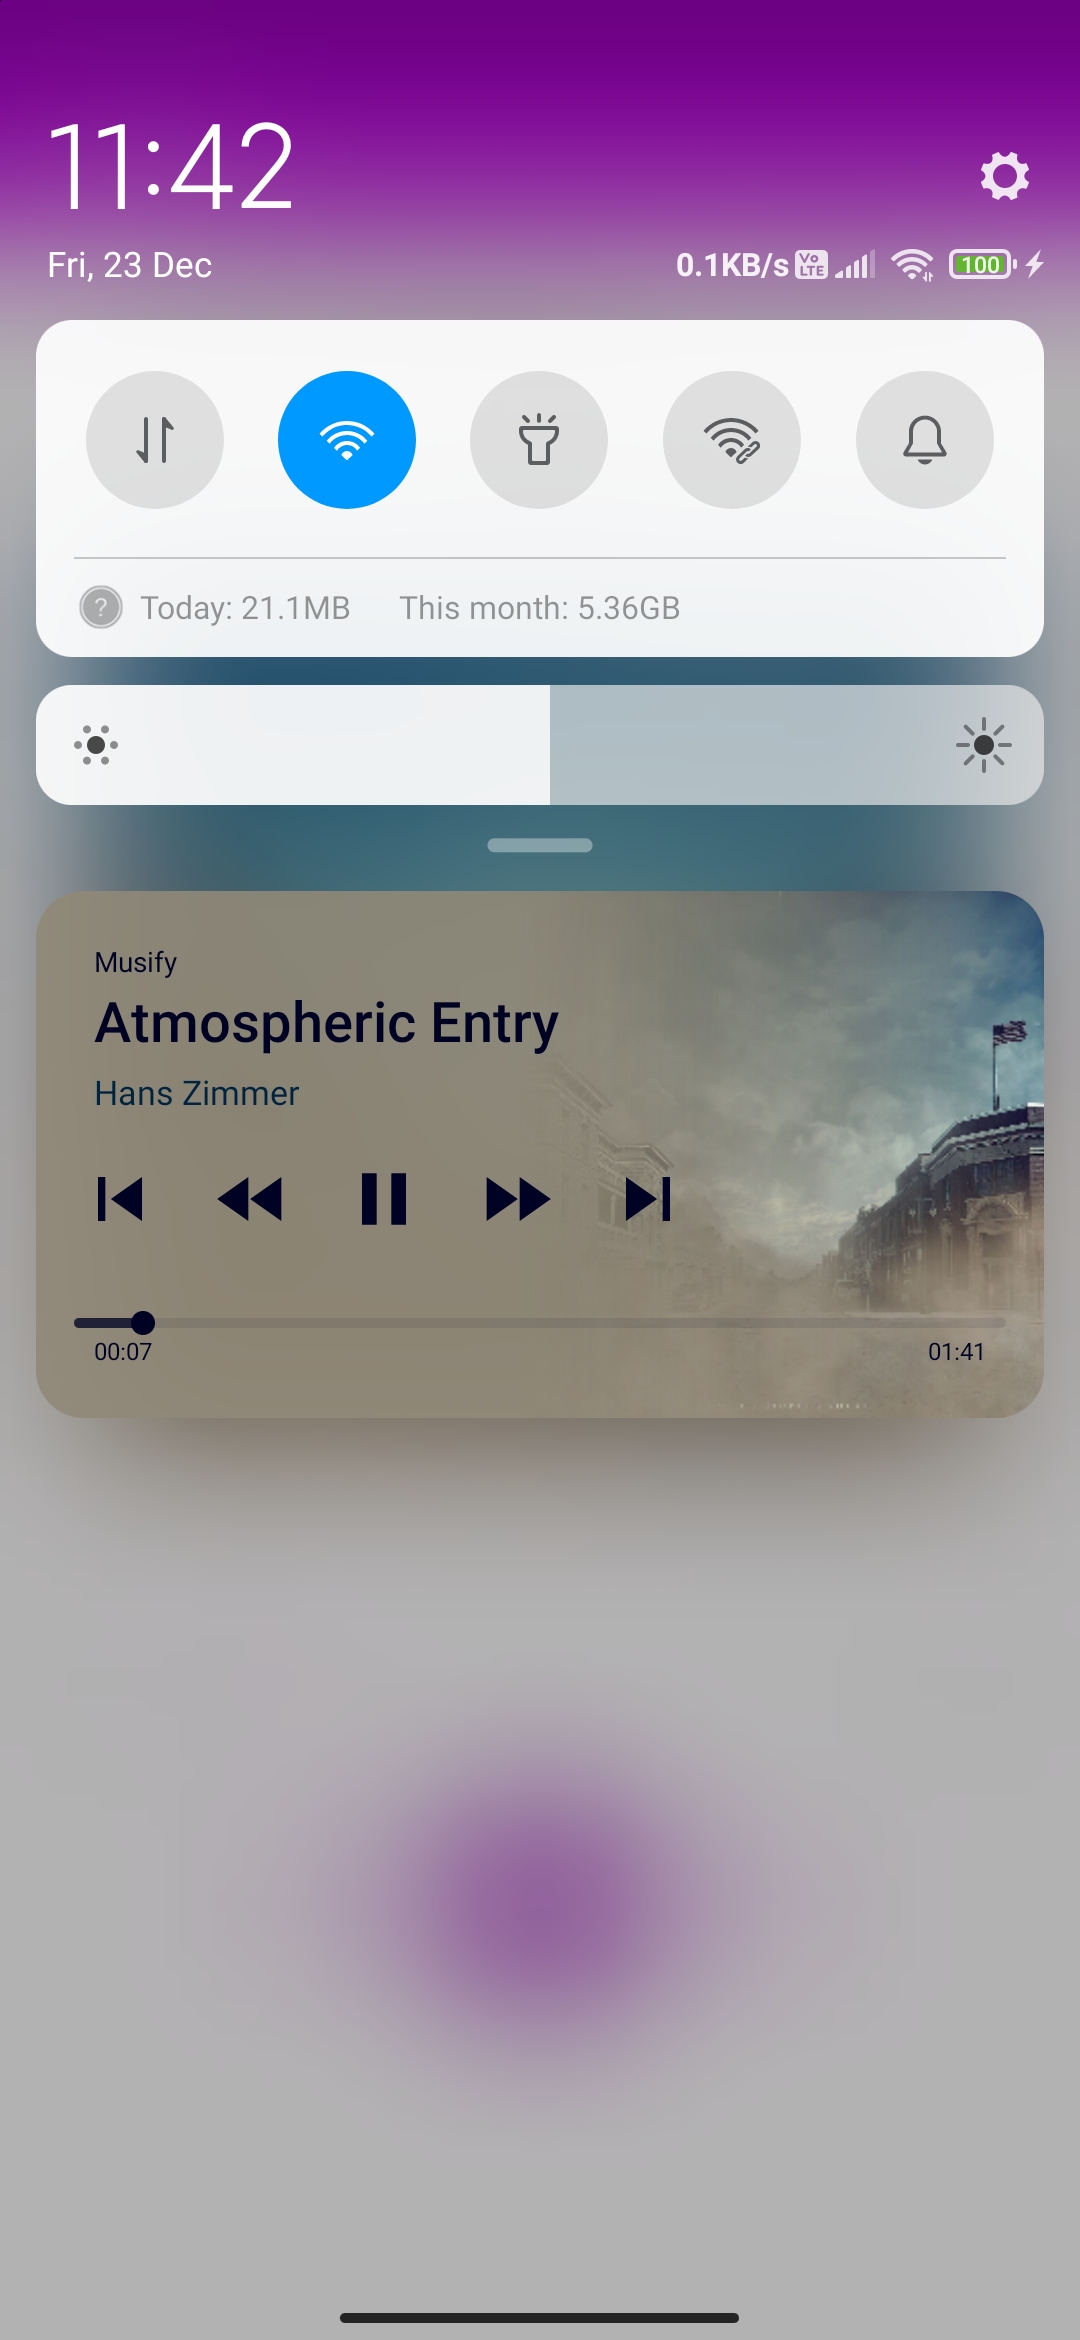 11:42
Fri, 23 Dec
0.1KB/s Vo LTE 100
? Today: 21.1MB This month: 5.36GB
Musify
Atmospheric Entry
Hans Zimmer
00:07 01:41